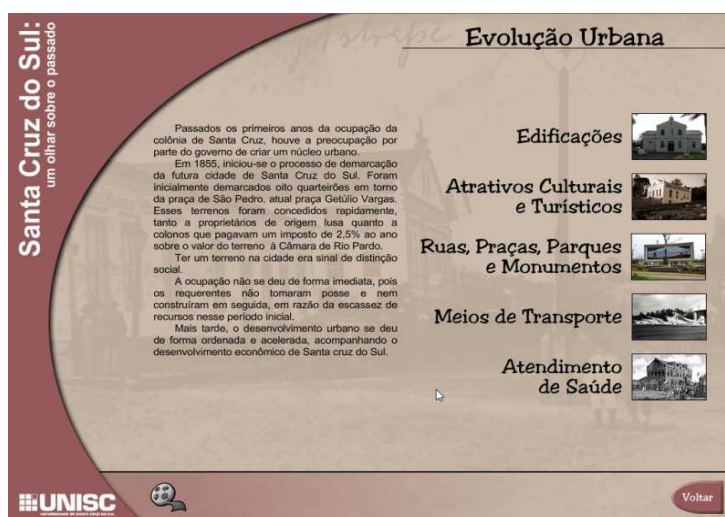 Santa Cruz do Sul:
um olhar sobre o passado
Evolução Urbana
Passados os primeiros anos da ocupação da
colônia de Santa Cruz, houve a preocupação por
parte do governo de criar um núcleo urbano.
Em 1855, iniciou-se o processo de demarcação
da futura cidade de Santa Cruz do Sul. Foram
inicialmente demarcados oito quarteirões em torno
da praça de São Pedro, atual praça Getúlio Vargas.
Esses terrenos foram concedidos rapidamente,
tanto a proprietários de origem lusa quanto a
colonos que pagavam um imposto de 2,5% ao ano
sobre o valor do terreno à Câmara de Rio Pardo.
Ter um terreno na cidade era sinal de distinção
social.
A ocupação não se deu de forma imediata, pois
os requerentes não tomaram posse e nem
construiram em seguida, em razão da escassez de
recursos nesse periodo inicial.
Mais tarde, o desenvolvimento urbano se deu
de forma ordenada e acelerada, acompanhando o
desenvolvimento econômico de Santa cruz do Sul.
Edificações
Atrativos Culturais
e Turísticos
Ruas, Praças, Parques
e Monumentos
Meios de Transporte
Atendimento
de Saúde
UNISC
Voltar